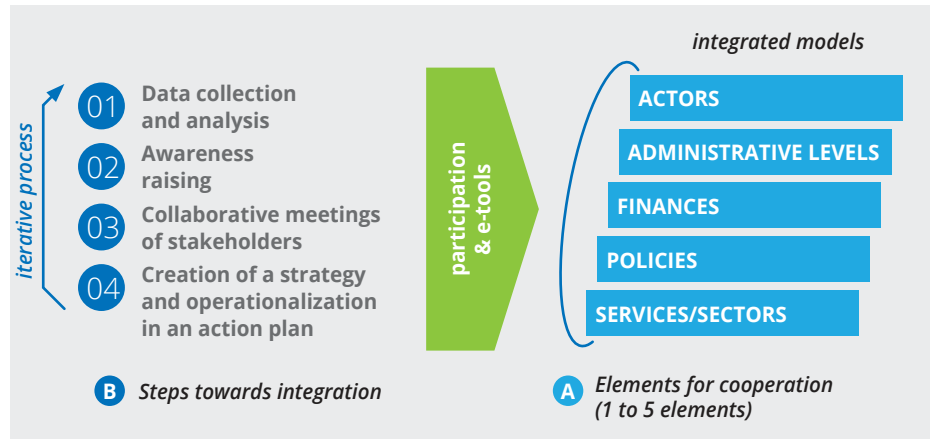 iterative process
01
Data collection
and analysis
02
Awareness
raising
03
Collaborative meetings
of stakeholders
04
Creation of a strategy
and operationalization
in an action plan
B
Steps towards integration
participation
& e-tools
integrated models
ACTORS
ADMINISTRATIVE LEVELS
FINANCES
POLICIES
SERVICES/SECTORS
A
Elements for cooperation
(1 to 5 elements)